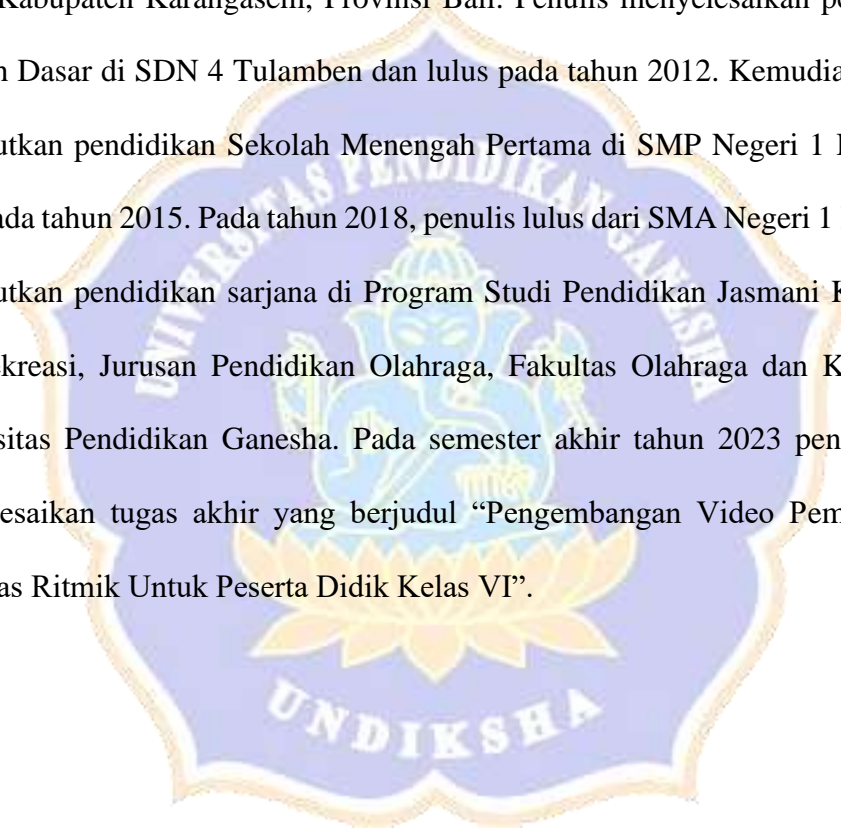 Kabupaten Karangasem, Provinsi Bali. Penulis menyelesaikan
Dasar di SDN 4 Tulamben dan lulus pada tahun 2012.
utkan pendidikan Sekolah Menengah Pertama di SMP Negeri 1
ada tahun 2015. Pada tahun 2018, penulis lulus dari SMA Negeri 1
utkan pendidikan sarjana di Program Studi Pendidikan Jasmani
kreasi, Jurusan Pendidikan Olahraga, Fakultas Olahraga dan
sitas Pendidikan Ganesha. Pada semester akhir tahun 2023 pen
esaikan tugas akhir yang berjudul “Pengembangan Video Pem
as Ritmik Untuk Peserta Didik Kelas VI”.
UNIVERSITAS PENDIDIKAN GANESHA
UNDIKSHA